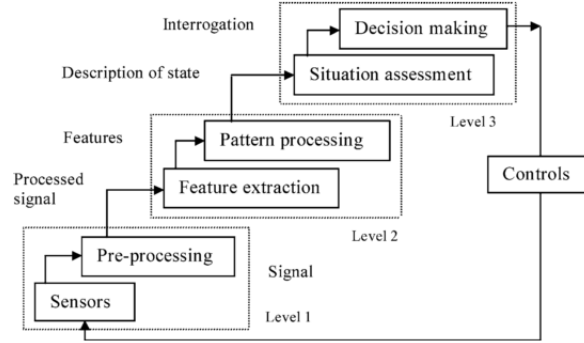 Interrogation
Decision making
Description of state
Situation assessment
Level 3
Features
Pattern processing
Processed
signal
Feature extraction
Controls
Level 2
Pre-processing
Signal
Sensors
Level 1